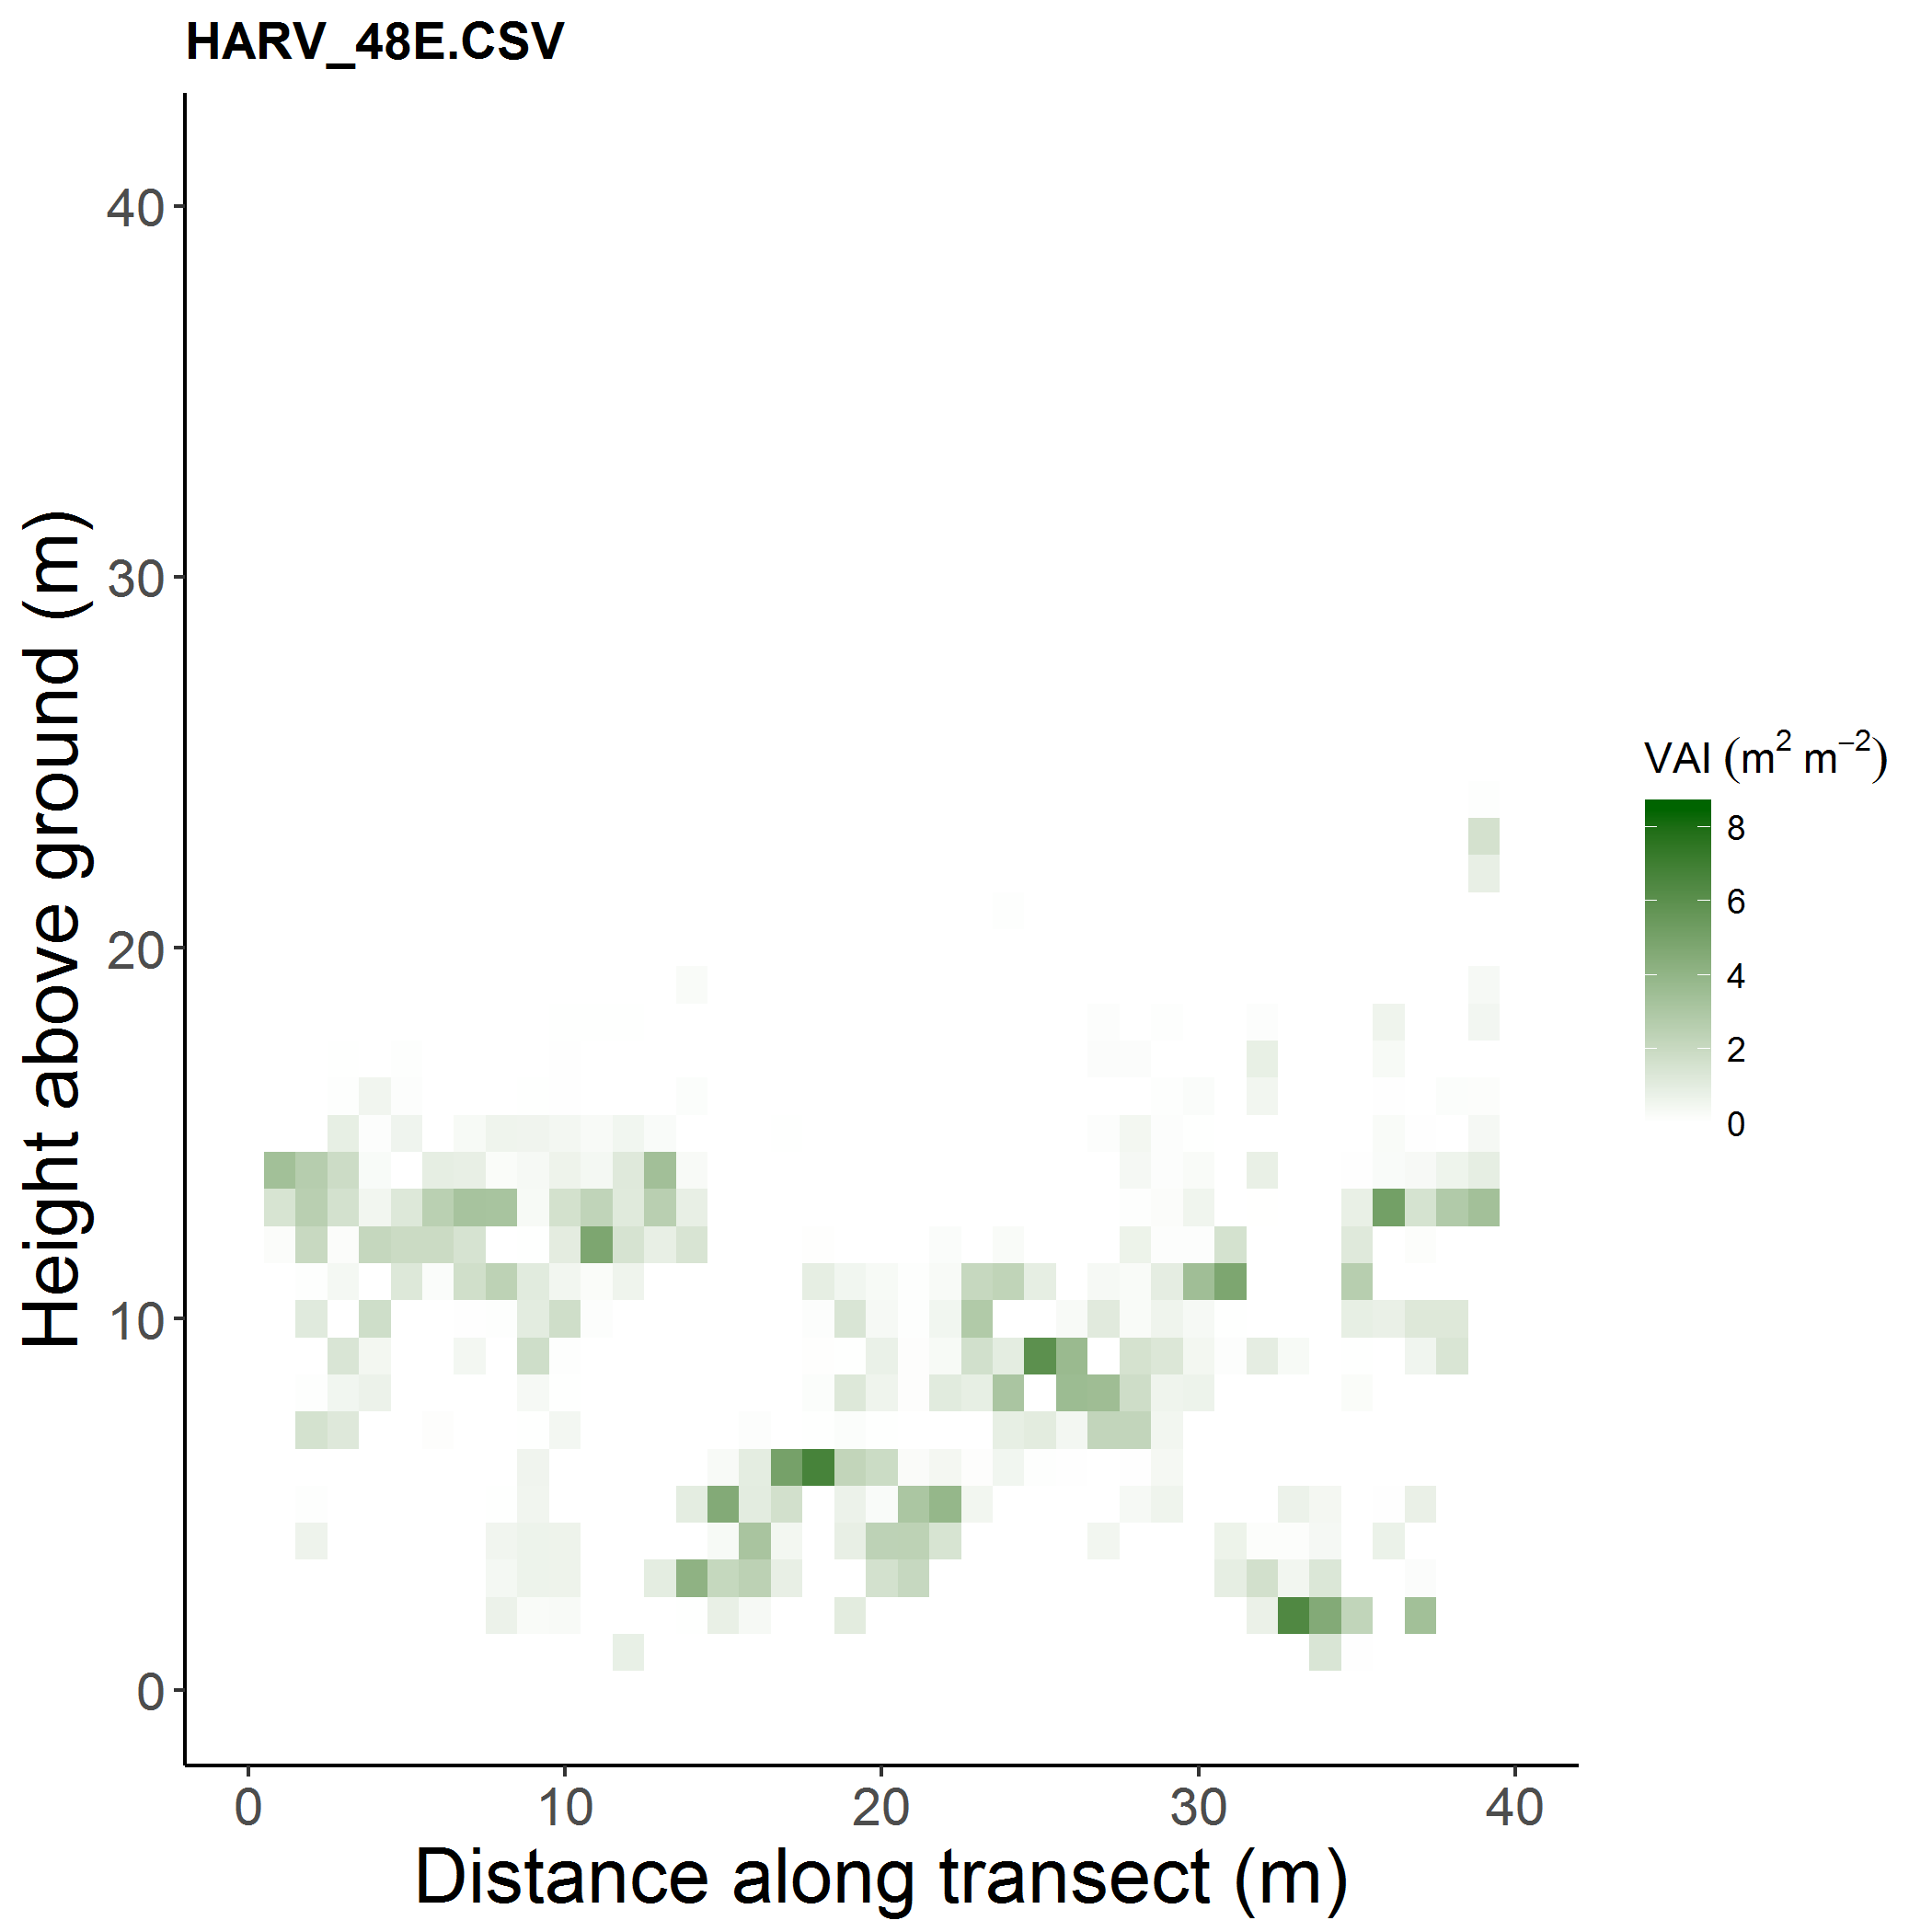 HARV_48E.CSV
Height above ground (m)
40
30
20
10
0
0 10 20 30 40
Distance along transect (m)
VAI (m² m⁻²)
8
6
4
2
0